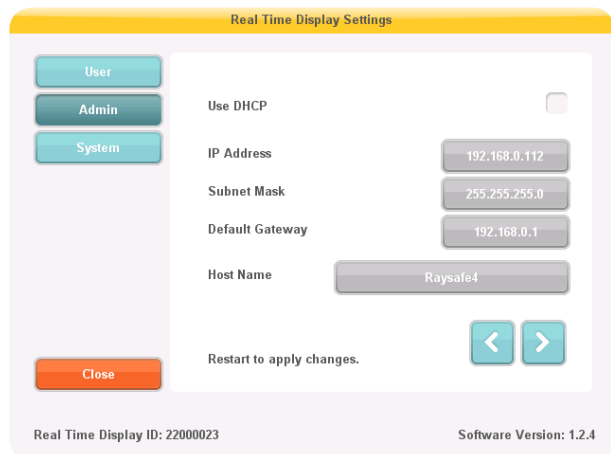 Real Time Display Settings
User
Admin
System
Use DHCP
IP Address 192.168.0.112
Subnet Mask 255.255.255.0
Default Gateway 192.168.0.1
Host Name Raysafe4
Restart to apply changes.
Close
Real Time Display ID: 22000023 Software Version: 1.2.4